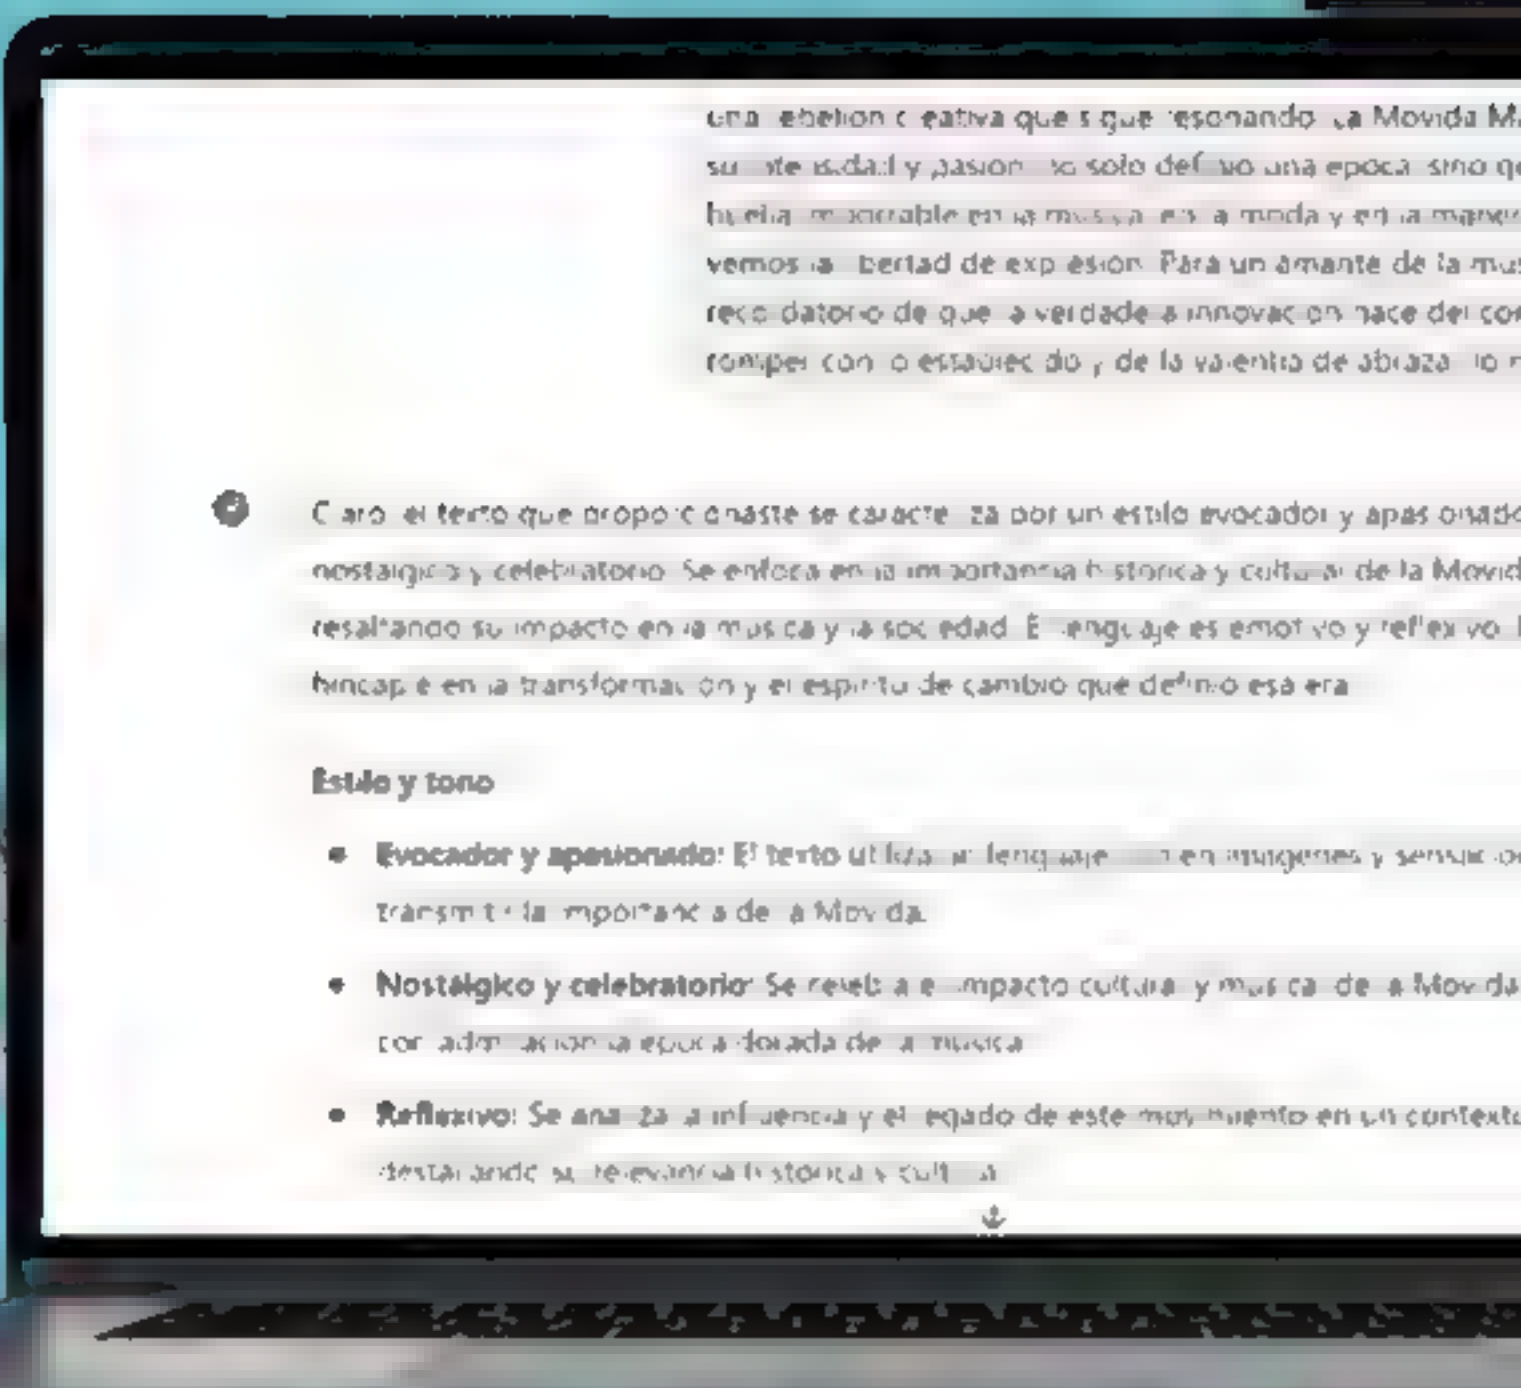 una rebelión creativa que sigue resonando. La Movida
su intensidad y pasión, no solo definió una época, sino
huella imborrable en la música, en la moda y en la
vemos la libertad de expresión. Para un amante de la
recordatorio de que la verdadera innovación nace del
romper con lo establecido y de la valentía de abrazar lo
Claro, el texto que proporcionaste se caracteriza por un estilo evocador y apasionado
nostálgico y celebratorio. Se enfoca en la importancia histórica y cultural de la
resaltando su impacto en la música y la sociedad. El lenguaje es emotivo y reflexivo.
hincapié en la transformación y el espíritu de cambio que definió esa era.
Estilo y tono
• Evocador y apasionado: El texto utiliza un lenguaje en imágenes y
transmitir la importancia de la Movida.
• Nostálgico y celebratorio: Se celebra el impacto cultural y musical de la Movida
con admiración la época dorada de la música.
• Reflexivo: Se analiza la influencia y el legado de este movimiento en un
destacando su relevancia histórica y cultural.